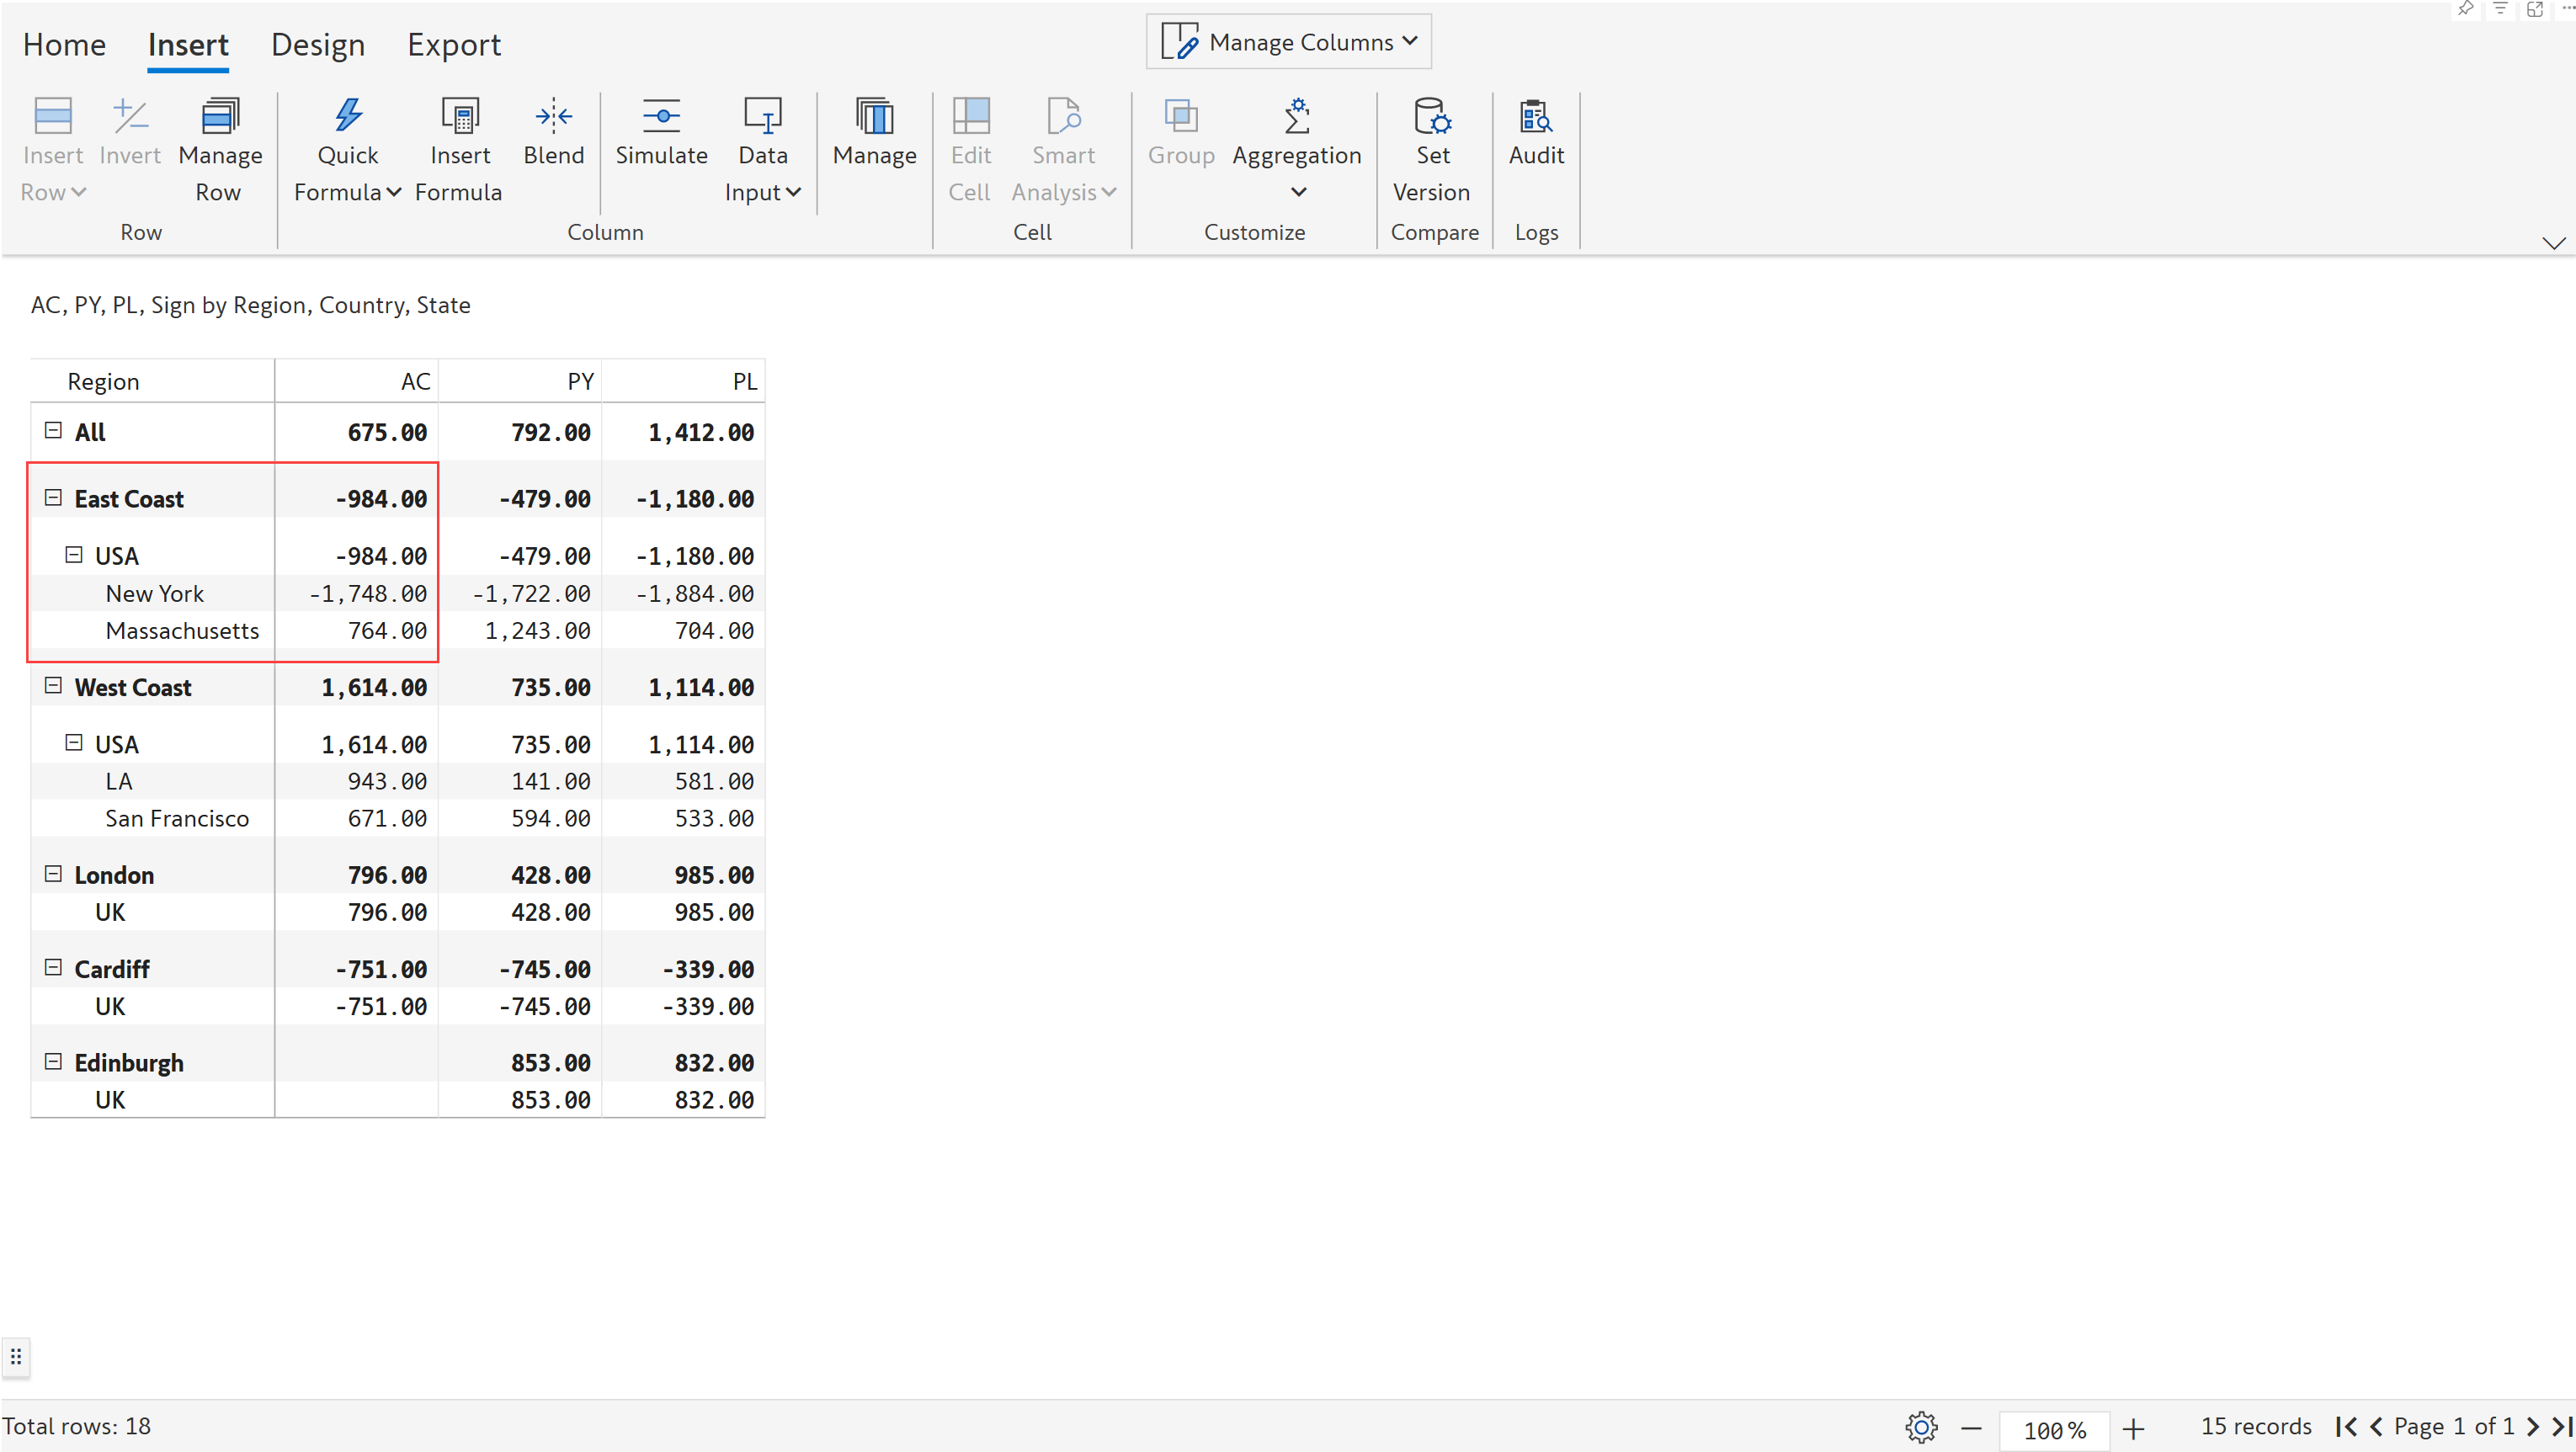 Home Insert Design Export Manage Columns
Insert Invert Manage Quick Insert Blend Simulate Data Manage Edit Smart Group Aggregation Set Audit
Row Row Formula Formula Input Cell Analysis Version
Row Column Cell Customize Compare Logs
AC, PY, PL, Sign by Region, Country, State
Region AC PY PL
All 675.00 792.00 1,412.00
East Coast -984.00 -479.00 -1,180.00
USA -984.00 -479.00 -1,180.00
New York -1,748.00 -1,722.00 -1,884.00
Massachusetts 764.00 1,243.00 704.00
West Coast 1,614.00 735.00 1,114.00
USA 1,614.00 735.00 1,114.00
LA 943.00 141.00 581.00
San Francisco 671.00 594.00 533.00
London 796.00 428.00 985.00
UK 796.00 428.00 985.00
Cardiff -751.00 -745.00 -339.00
UK -751.00 -745.00 -339.00
Edinburgh 853.00 832.00
UK 853.00 832.00
Total rows: 18 100% 15 records Page 1 of 1